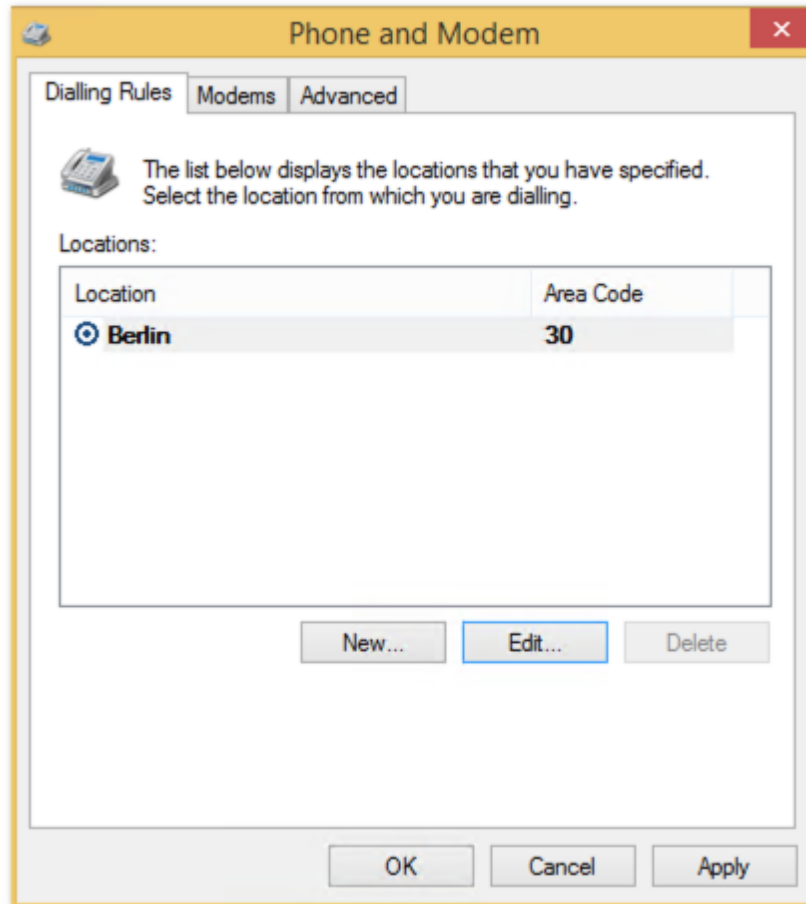 Phone and Modem
Dialling Rules Modems Advanced
The list below displays the locations that you have specified.
Select the location from which you are dialling.
Locations:
Location Area Code
Berlin 30
New... Edit... Delete
OK Cancel Apply